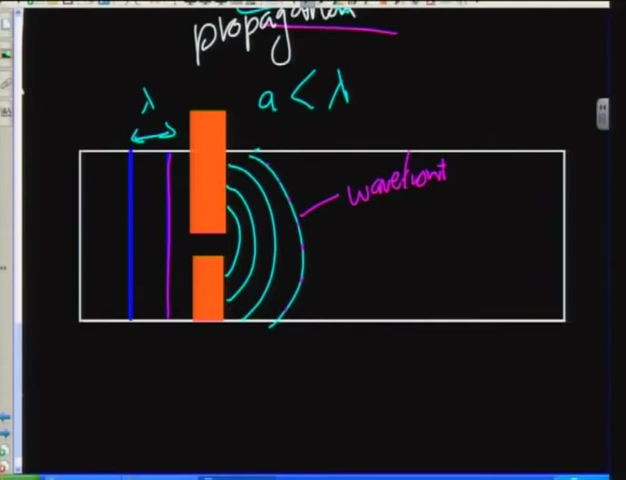 propagation
λ
a < λ
wavefront